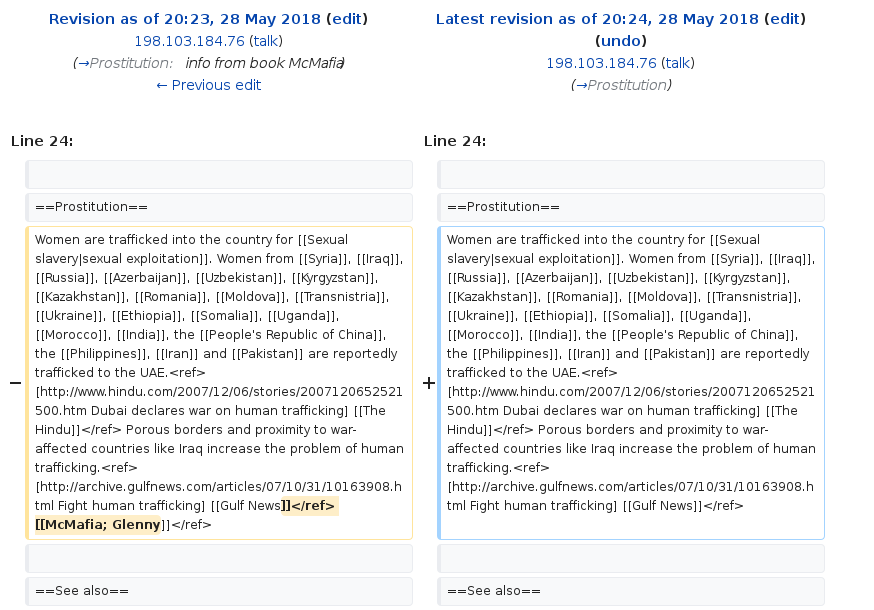 Revision as of 20:23, 28 May 2018 (edit)
198.103.184.76 (talk)
(→Prostitution: info from book McMafia)
← Previous edit
Latest revision as of 20:24, 28 May 2018 (edit)
(undo)
198.103.184.76 (talk)
(→Prostitution)
Line 24:
Line 24:
==Prostitution==
==Prostitution==
−
Women are trafficked into the country for [[Sexual
slavery|sexual exploitation]]. Women from [[Syria]], [[Iraq]],
[[Russia]], [[Azerbaijan]], [[Uzbekistan]], [[Kyrgyzstan]],
[[Kazakhstan]], [[Romania]], [[Moldova]], [[Transnistria]],
[[Ukraine]], [[Ethiopia]], [[Somalia]], [[Uganda]],
[[Morocco]], [[India]], the [[People's Republic of China]],
the [[Philippines]], [[Iran]] and [[Pakistan]] are reportedly
trafficked to the UAE.<ref>
[http://www.hindu.com/2007/12/06/stories/2007120652521
500.htm Dubai declares war on human trafficking] [[The
Hindu]]</ref> Porous borders and proximity to war-
affected countries like Iraq increase the problem of human
trafficking.<ref>
[http://archive.gulfnews.com/articles/07/10/31/10163908.h
tml Fight human trafficking] [[Gulf News]]</ref>
[[McMafia; Glenny]]</ref>
+
Women are trafficked into the country for [[Sexual
slavery|sexual exploitation]]. Women from [[Syria]], [[Iraq]],
[[Russia]], [[Azerbaijan]], [[Uzbekistan]], [[Kyrgyzstan]],
[[Kazakhstan]], [[Romania]], [[Moldova]], [[Transnistria]],
[[Ukraine]], [[Ethiopia]], [[Somalia]], [[Uganda]],
[[Morocco]], [[India]], the [[People's Republic of China]],
the [[Philippines]], [[Iran]] and [[Pakistan]] are reportedly
trafficked to the UAE.<ref>
[http://www.hindu.com/2007/12/06/stories/2007120652521
500.htm Dubai declares war on human trafficking] [[The
Hindu]]</ref> Porous borders and proximity to war-
affected countries like Iraq increase the problem of human
trafficking.<ref>
[http://archive.gulfnews.com/articles/07/10/31/10163908.h
tml Fight human trafficking] [[Gulf News]]</ref>
==See also==
==See also==